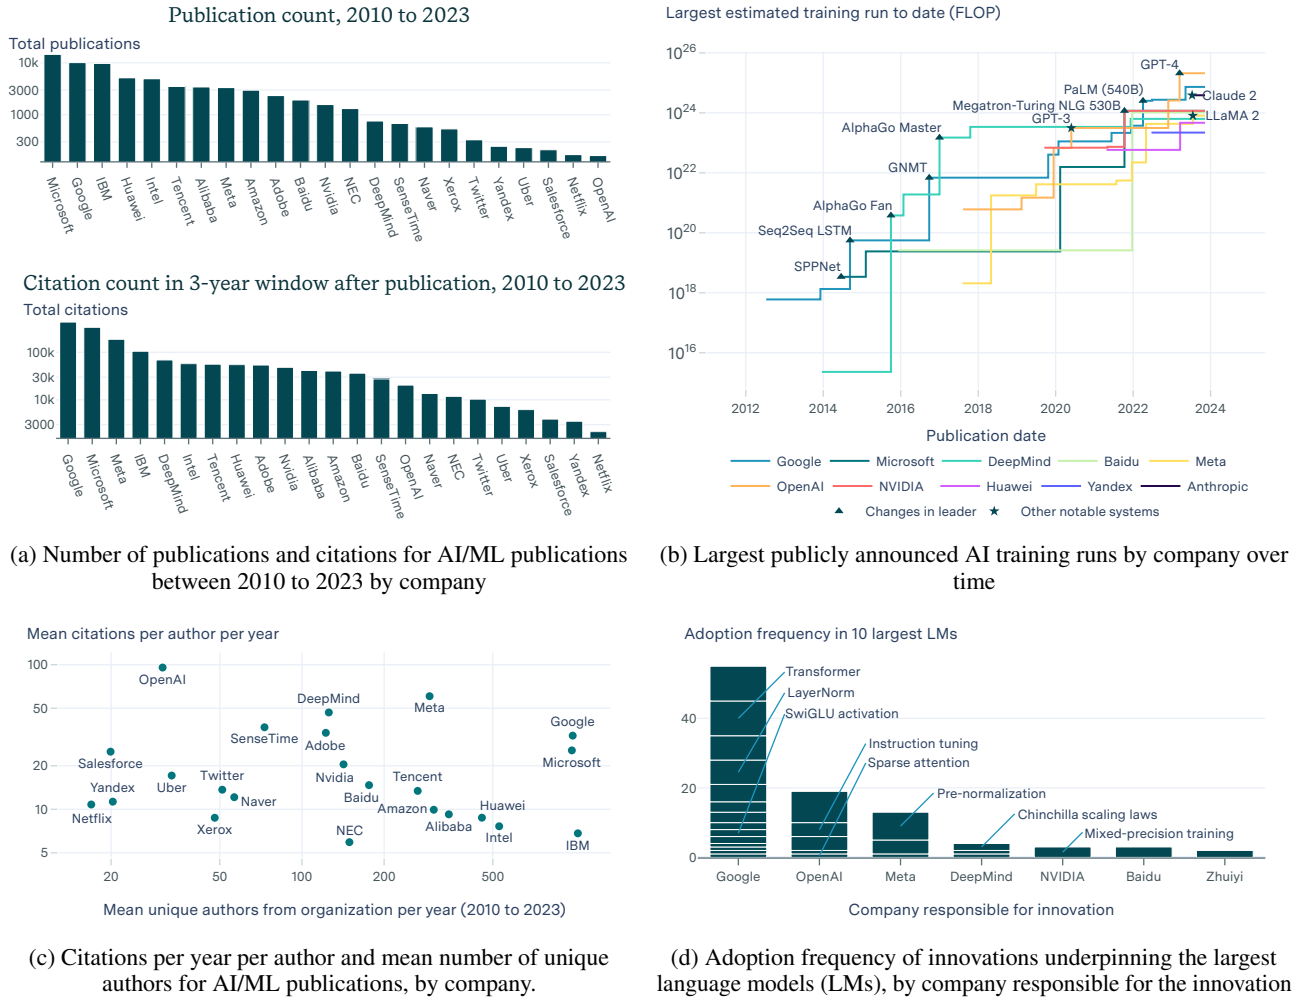 Publication count, 2010 to 2023
Total publications
10k
3000
1000
300
Microsoft
Google
IBM
Huawei
Intel
Tencent
Alibaba
Meta
Amazon
Adobe
Baidu
Nvidia
NEC
DeepMind
SenseTime
Naver
Xerox
Twitter
Yandex
Uber
Salesforce
Netflix
OpenAI
Citation count in 3-year window after publication, 2010 to 2023
Total citations
100k
30k
10k
3000
Google
Microsoft
Meta
IBM
DeepMind
Intel
Tencent
Huawei
Adobe
Nvidia
Alibaba
Amazon
Baidu
SenseTime
OpenAI
Naver
NEC
Twitter
Uber
Xerox
Salesforce
Yandex
Netflix
(a) Number of publications and citations for AI/ML publications
between 2010 to 2023 by company
Largest estimated training run to date (FLOP)
10^26
10^24
10^22
10^20
10^18
10^16
GPT-4
PaLM (540B)
Claude 2
Megatron-Turing NLG 530B
GPT-3
LLaMA 2
AlphaGo Master
GNMT
AlphaGo Fan
Seq2Seq LSTM
SPPNet
2012 2014 2016 2018 2020 2022 2024
Publication date
Google Microsoft DeepMind Baidu Meta
OpenAI NVIDIA Huawei Yandex Anthropic
Changes in leader Other notable systems
(b) Largest publicly announced AI training runs by company over
time
Mean citations per author per year
100
50
20
10
5
OpenAI
DeepMind
Meta
Google
SenseTime
Adobe
Microsoft
Salesforce
Nvidia
Twitter
Tencent
Yandex
Uber
Baidu
Naver
Amazon
Huawei
Netflix
Xerox
NEC
Alibaba
Intel
IBM
20 50 100 200 500
Mean unique authors from organization per year (2010 to 2023)
(c) Citations per year per author and mean number of unique
authors for AI/ML publications, by company.
Adoption frequency in 10 largest LMs
40
20
0
Transformer
LayerNorm
SwiGLU activation
Instruction tuning
Sparse attention
Pre-normalization
Chinchilla scaling laws
Mixed-precision training
Google OpenAI Meta DeepMind NVIDIA Baidu Zhuiyi
Company responsible for innovation
(d) Adoption frequency of innovations underpinning the largest
language models (LMs), by company responsible for the innovation